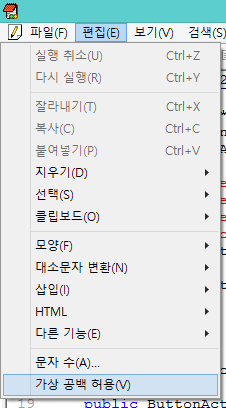 파일(F) 편집(E) 보기(V) 검색(S)
실행 취소(U) Ctrl+Z
다시 실행(R) Ctrl+Y
잘라내기(T) Ctrl+X
복사(C) Ctrl+C
붙여넣기(P) Ctrl+V
지우기(D)
선택(S)
클립보드(O)
모양(F)
대소문자 변환(N)
삽입(I)
HTML
다른 기능(E)
문자 수(A)...
가상 공백 허용(V)
19 public ButtonAct